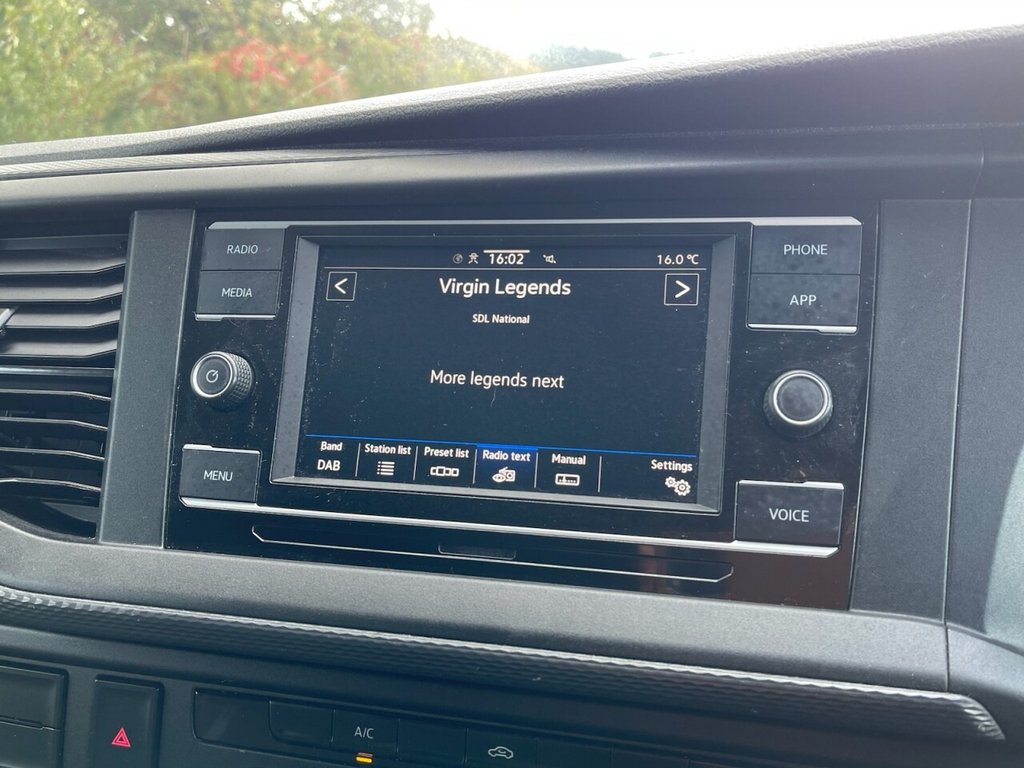 RADIO
MEDIA
MENU
16:02
16.0 °C
<
Virgin Legends
>
SDL National
More legends next
Band
DAB
Station list
Preset list
Radio text
Manual
Settings
PHONE
APP
VOICE
A/C